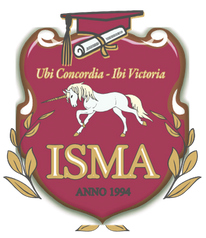 Ubi Concordia - Ibi Victoria
ISMA
ANNO 1994